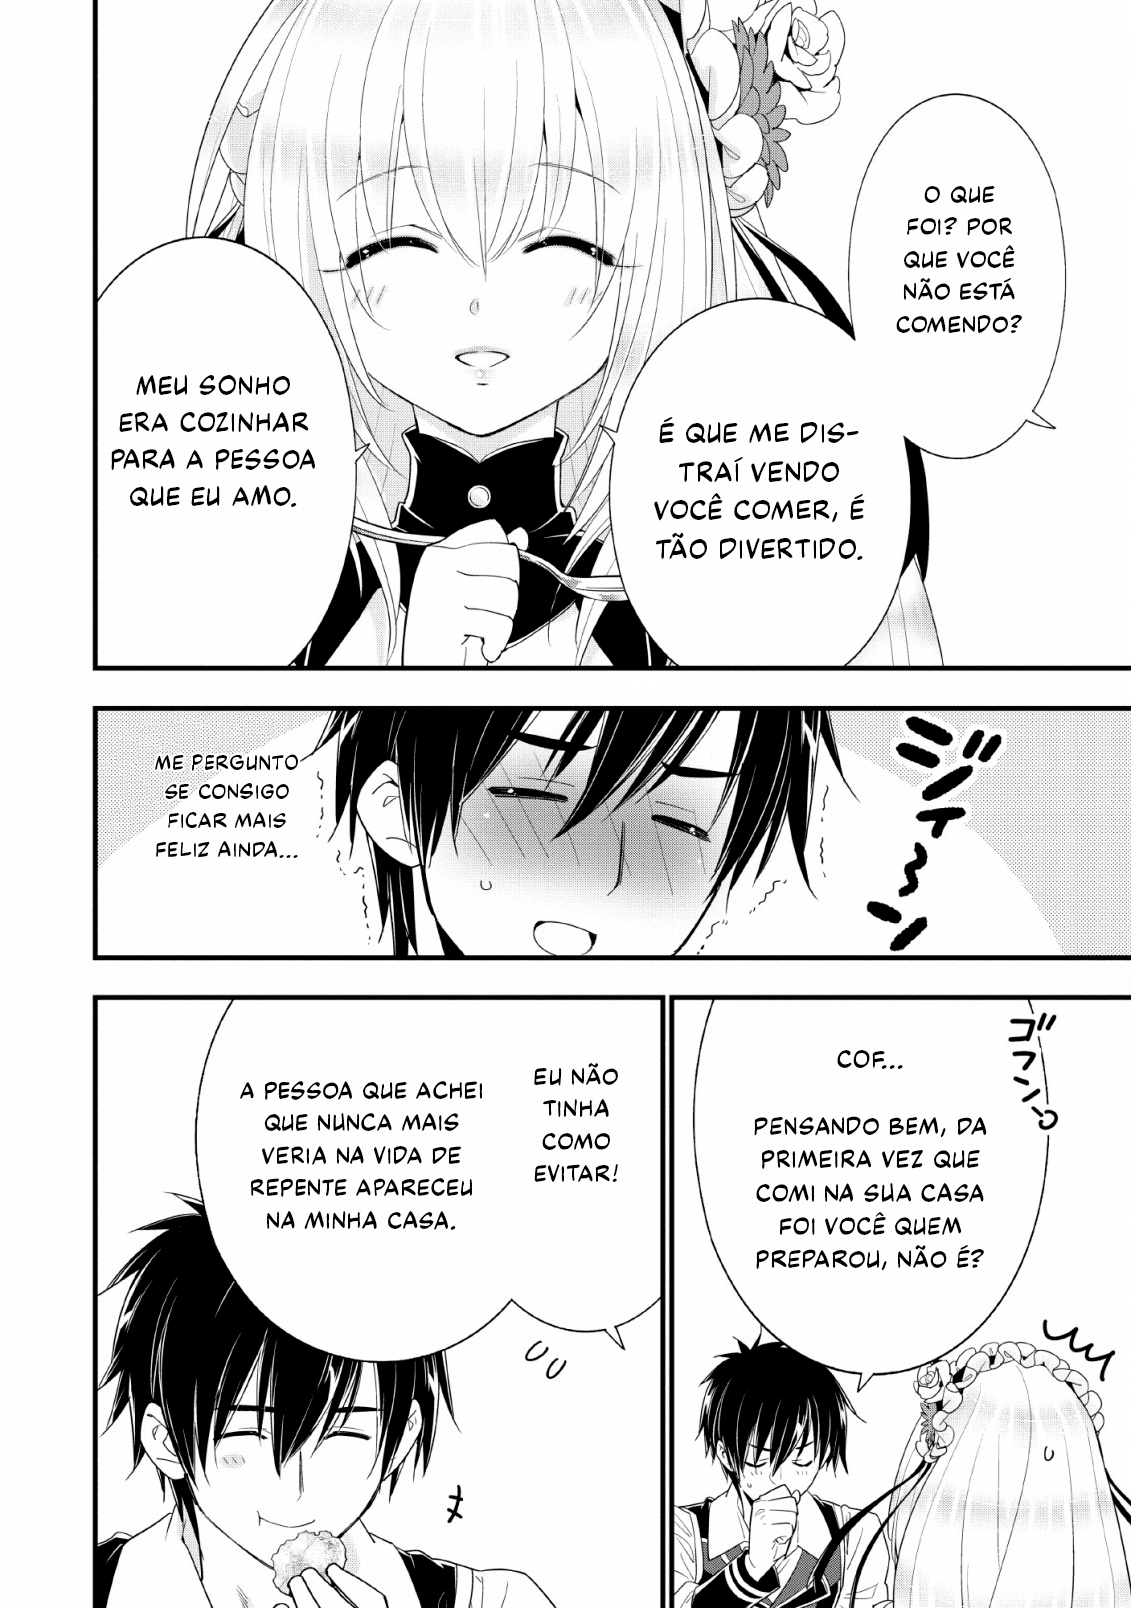 O QUE
FOI? POR
QUE VOCÊ
NÃO ESTÁ
COMENDO?
É QUE ME DIS-
TRAÍ VENDO
VOCÊ COMER, É
TÃO DIVERTIDO.
MEU SONHO
ERA COZINHAR
PARA A PESSOA
QUE EU AMO.
ジィ〜ン
ME PERGUNTO
SE CONSIGO
FICAR MAIS
FELIZ AINDA...
ゴフンッ
COF...
PENSANDO BEM, DA
PRIMEIRA VEZ QUE
COMI NA SUA CASA
FOI VOCÊ QUEM
PREPAROU, NÃO É?
EU NÃO
TINHA
COMO
EVITAR!
A PESSOA QUE ACHEI
QUE NUNCA MAIS
VERIA NA VIDA DE
REPENTE APARECEU
NA MINHA CASA.